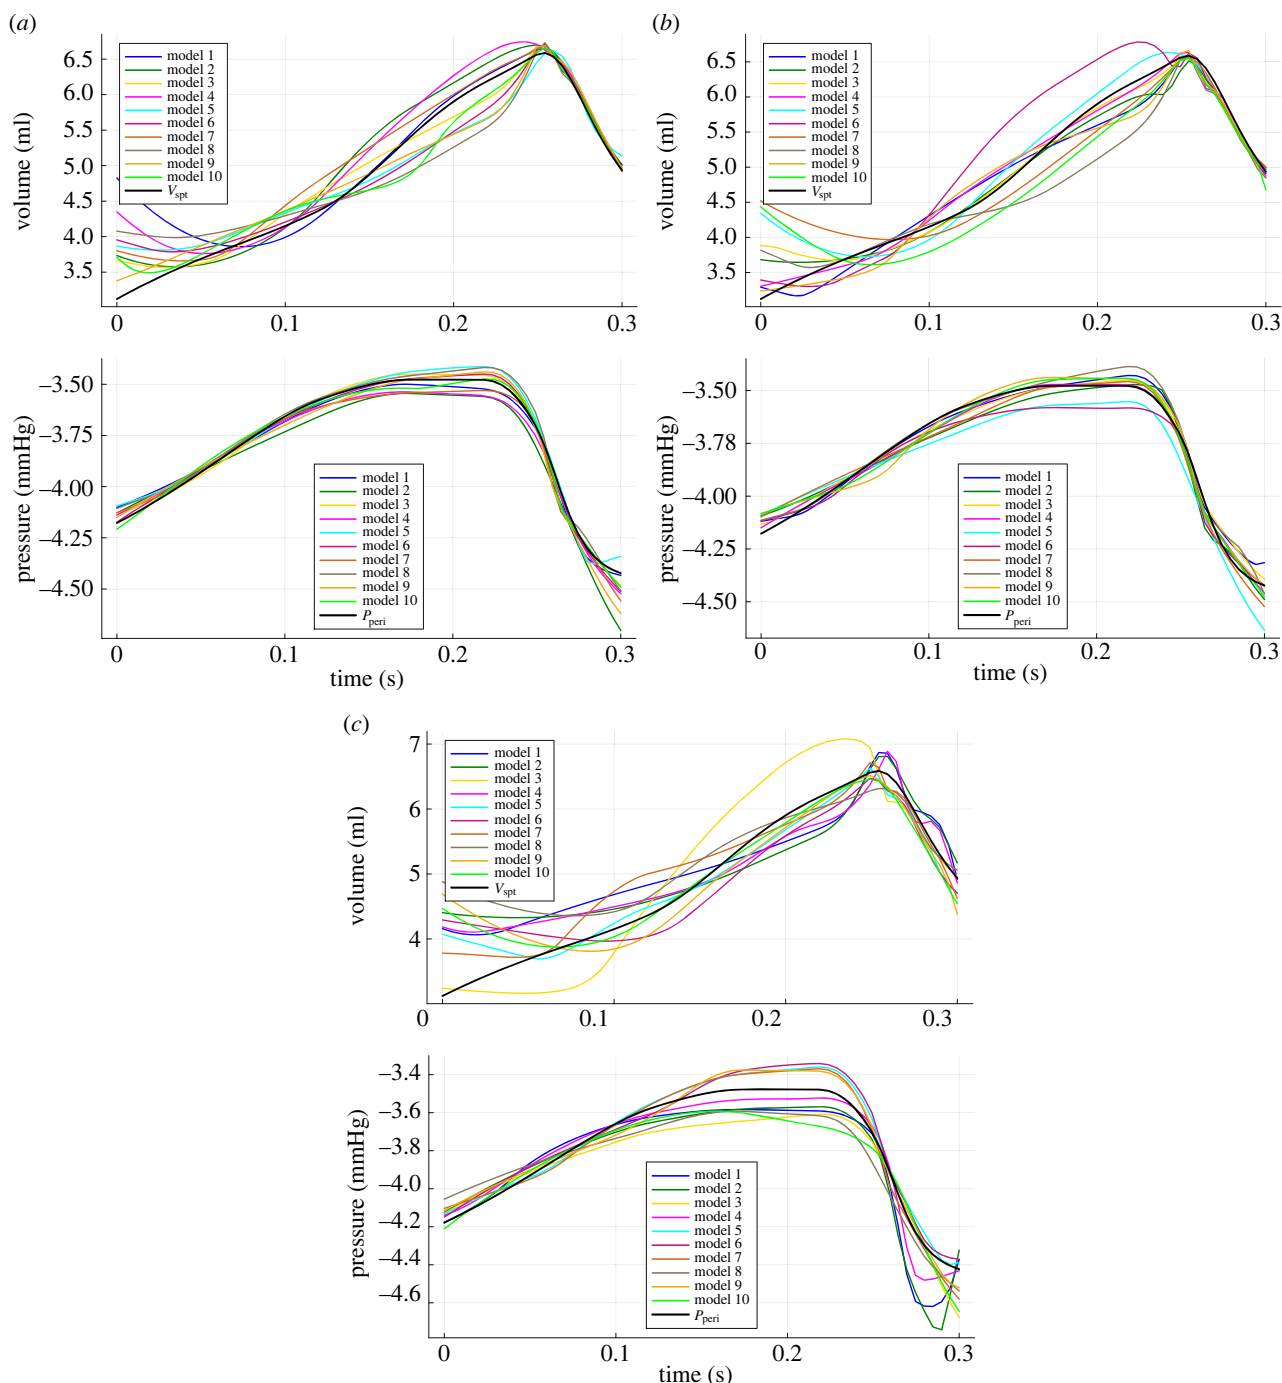 (a)
6.5
6.0
5.5
5.0
4.0
3.5
volume (ml)
model 1
model 2
model 3
model 4
model 5
model 6
model 7
model 8
model 9
model 10
Vspt
0
0.1
0.2
0.3
−3.50
−3.75
−4.00
−4.25
−4.50
pressure (mmHg)
model 1
model 2
model 3
model 4
model 5
model 6
model 7
model 8
model 9
model 10
Pperi
0
0.1
0.2
0.3
time (s)
(b)
6.5
6.0
5.5
5.0
4.0
3.5
volume (ml)
model 1
model 2
model 3
model 4
model 5
model 6
model 7
model 8
model 9
model 10
Vspt
0
0.1
0.2
0.3
−3.50
−3.78
−4.00
−4.25
−4.50
pressure (mmHg)
model 1
model 2
model 3
model 4
model 5
model 6
model 7
model 8
model 9
model 10
Pperi
0
0.1
0.2
0.3
time (s)
(c)
7
6
5
4
volume (ml)
model 1
model 2
model 3
model 4
model 5
model 6
model 7
model 8
model 9
model 10
Vspt
0
0.1
0.2
0.3
−3.4
−3.6
−3.8
−4.0
−4.2
−4.4
−4.6
pressure (mmHg)
model 1
model 2
model 3
model 4
model 5
model 6
model 7
model 8
model 9
model 10
Pperi
0
0.1
0.2
0.3
time (s)